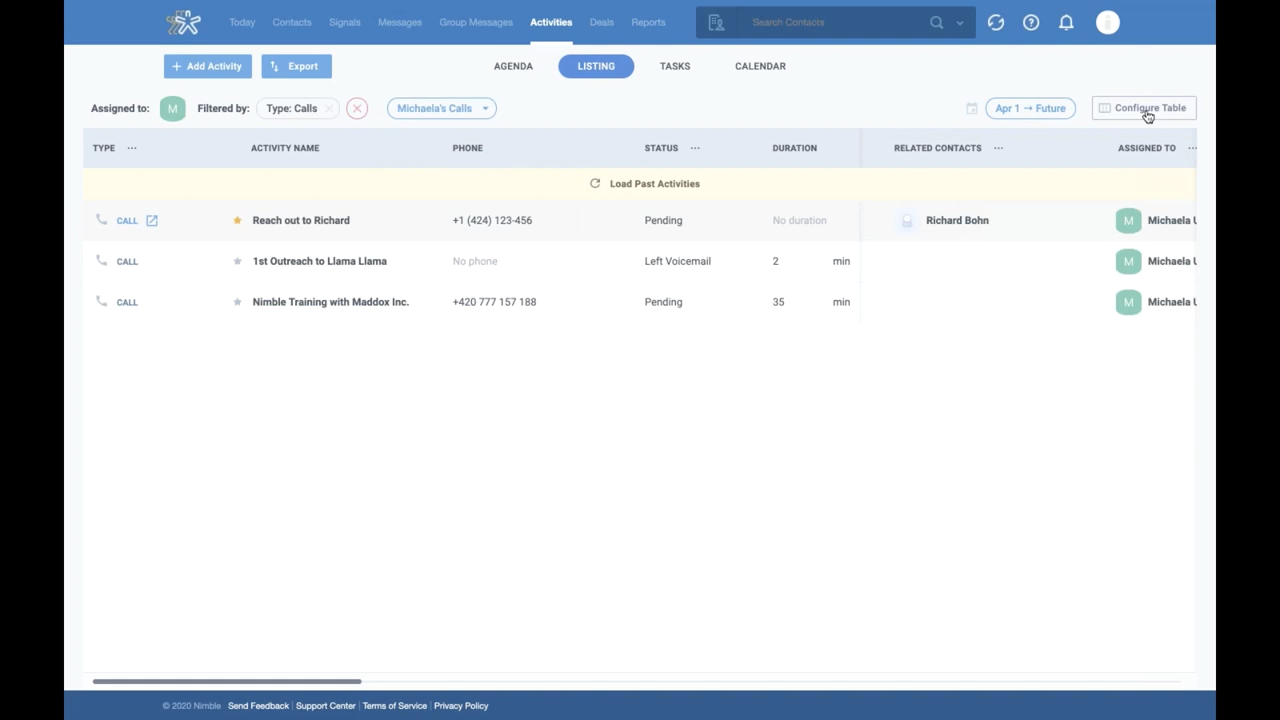 Today Contacts Signals Messages Group Messages Activities Deals Reports Search Contacts
+ Add Activity Export AGENDA LISTING TASKS CALENDAR
Assigned to: M Filtered by: Type: Calls Michaela's Calls Apr 1 → Future Configure Table
TYPE ... ACTIVITY NAME PHONE STATUS ... DURATION RELATED CONTACTS ... ASSIGNED TO ...
Load Past Activities
CALL Reach out to Richard +1 (424) 123-456 Pending No duration Richard Bohn M Michaela U
CALL 1st Outreach to Llama Llama No phone Left Voicemail 2 min M Michaela U
CALL Nimble Training with Maddox Inc. +420 777 157 188 Pending 35 min M Michaela U
© 2020 Nimble Send Feedback | Support Center | Terms of Service | Privacy Policy